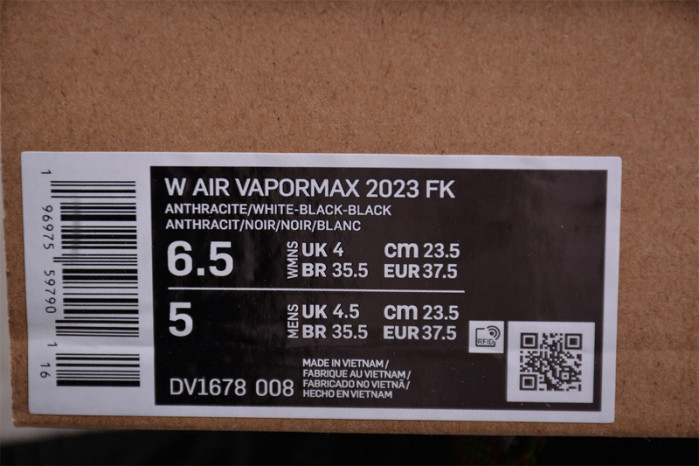 W AIR VAPORMAX 2023 FK
ANTHRACITE/WHITE-BLACK-BLACK
ANTHRACIT/NOIR/NOIR/BLANC
6.5 WMNS UK 4 cm 23.5
BR 35.5 EUR 37.5
5 MENS UK 4.5 cm 23.5
BR 35.5 EUR 37.5
RFID
DV1678 008
MADE IN VIETNAM /
FABRIQUE AU VIETNAM /
FABRICADO NO VIETNÃ /
HECHO EN VIETNAM
1 96975 59790 1 16